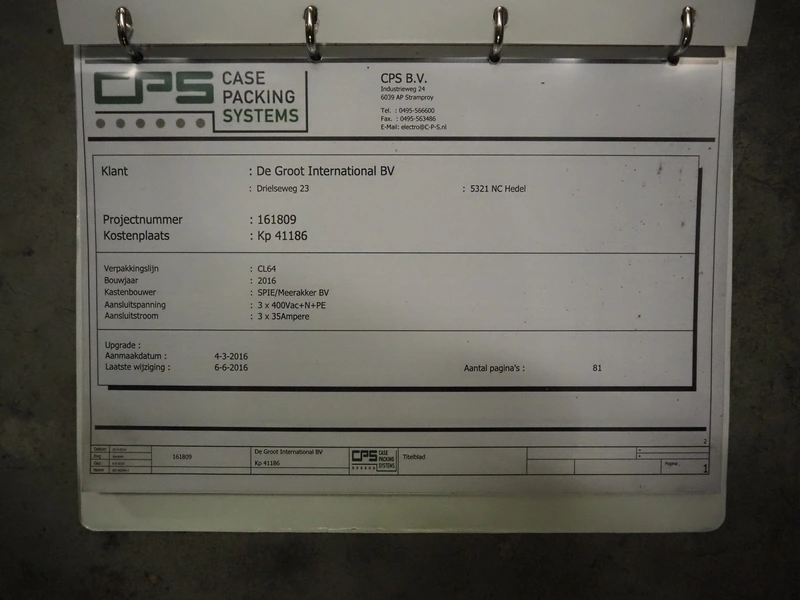 CPS CASE PACKING SYSTEMS
CPS B.V.
Industrieweg 24
6039 AP Stramproy
Tel. : 0495-566600
Fax. : 0495-563486
E-Mail: electro@C-P-S.nl
Klant : De Groot International BV
: Drielseweg 23 : 5321 NC Hedel
Projectnummer : 161809
Kostenplaats : Kp 41186
Verpakkingslijn : CL64
Bouwjaar : 2016
Kastenbouwer : SPIE/Meerakker BV
Aansluitspanning : 3 x 400Vac+N+PE
Aansluitstroom : 3 x 35Ampere
Upgrade :
Aanmaakdatum : 4-3-2016
Laatste wijziging : 6-6-2016 Aantal pagina's : 81
2
161809
De Groot International BV
Kp 41186
CPS CASE PACKING SYSTEMS
Titelblad
Pagina : 1